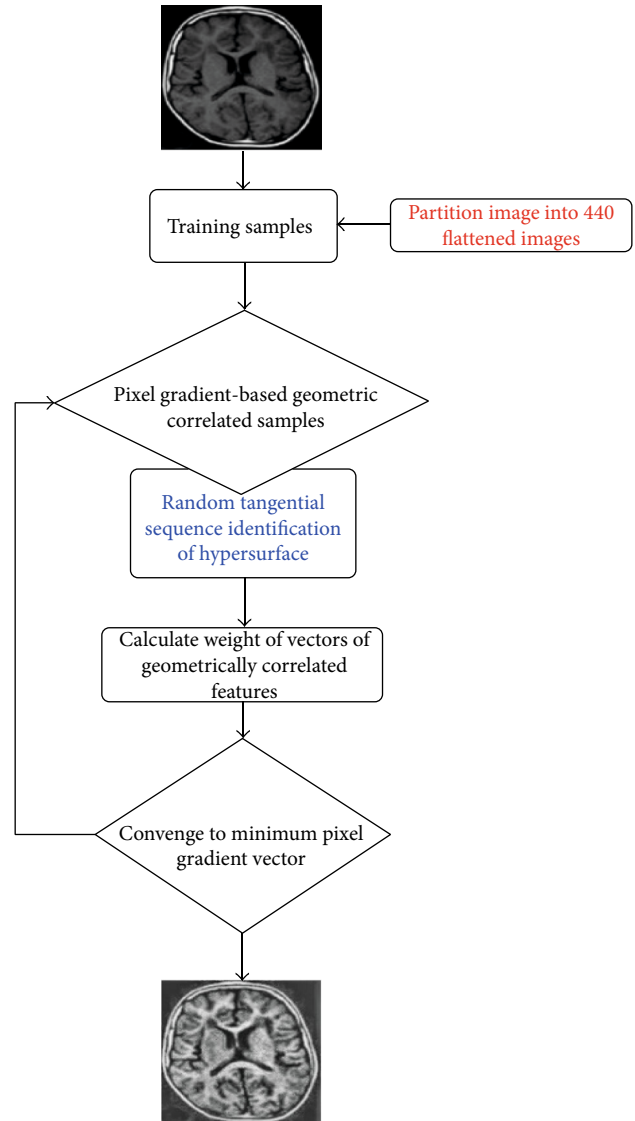 Training samples
Partition image into 440
flattened images
Pixel gradient-based geometric
correlated samples
Random tangential
sequence identification
of hypersurface
Calculate weight of vectors of
geometrically correlated
features
Convenge to minimum pixel
gradient vector